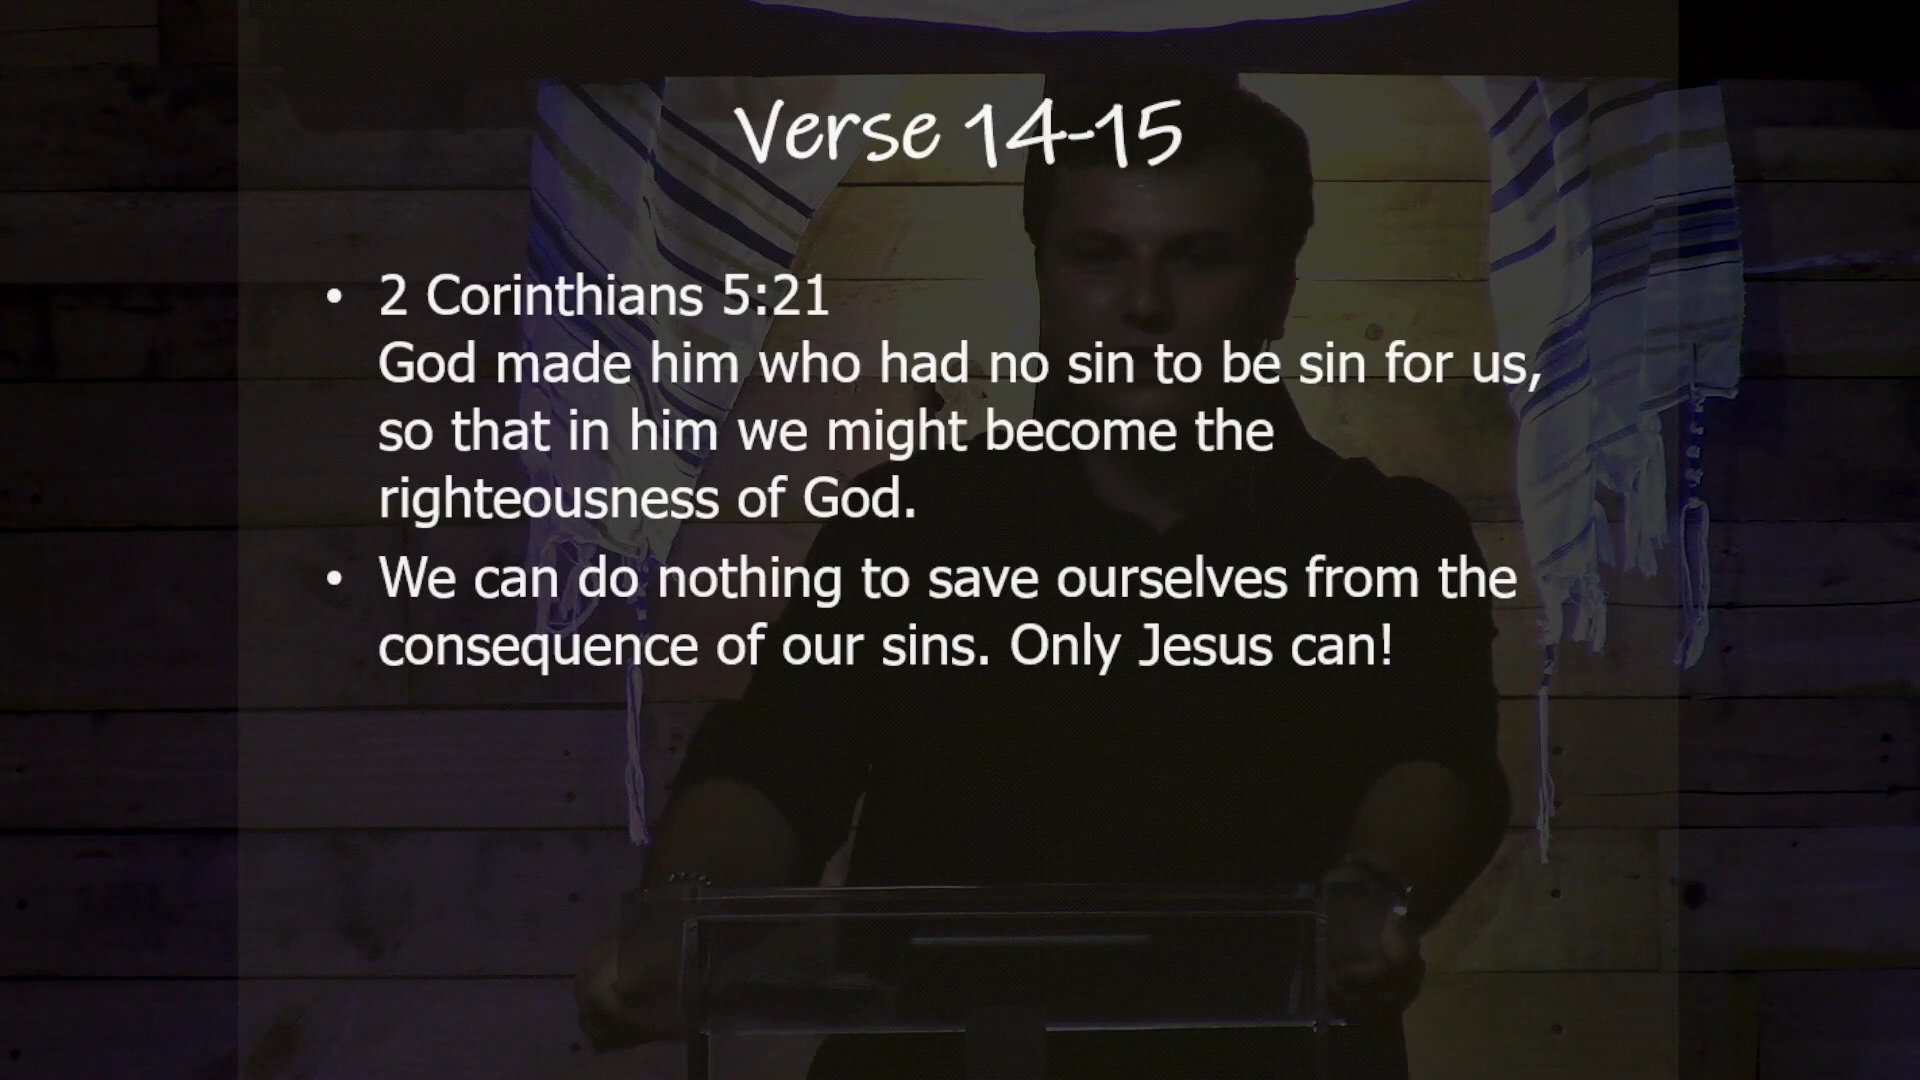 Verse 14-15
• 2 Corinthians 5:21
God made him who had no sin to be sin for us,
so that in him we might become the
righteousness of God.
• We can do nothing to save ourselves from the
consequence of our sins. Only Jesus can!